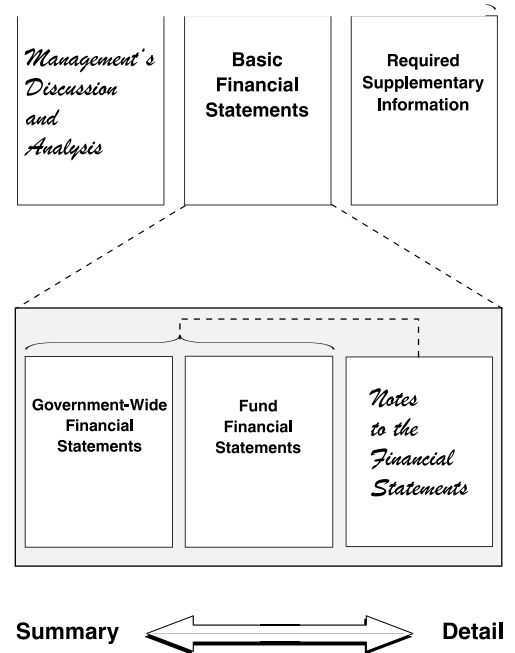 Management's
Discussion
and
Analysis
Basic
Financial
Statements
Required
Supplementary
Information
Government-Wide
Financial
Statements
Fund
Financial
Statements
Notes
to the
Financial
Statements
Summary
Detail